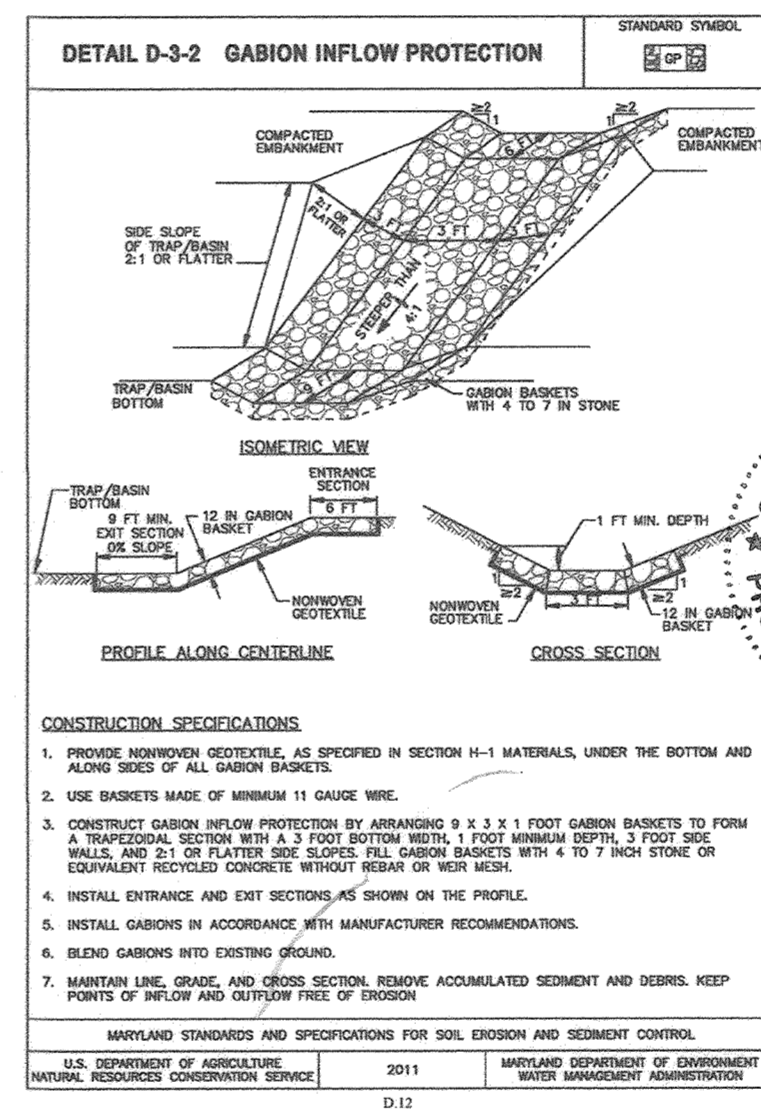 DETAIL D-3-2 GABION INFLOW PROTECTION
STANDARD SYMBOL
GP
≥2
1
≥2
1
COMPACTED
EMBANKMENT
6 FT
COMPACTED
EMBANKMENT
2:1 OR
FLATTER
3 FT
3 FT
3 FT
SIDE SLOPE
OF TRAP/BASIN
2:1 OR FLATTER
STEEPER THAN
4:1
9 FT
TRAP/BASIN
BOTTOM
GABION BASKETS
WITH 4 TO 7 IN STONE
ISOMETRIC VIEW
TRAP/BASIN
BOTTOM
9 FT MIN.
EXIT SECTION
0% SLOPE
12 IN GABION
BASKET
ENTRANCE
SECTION
6 FT
NONWOVEN
GEOTEXTILE
PROFILE ALONG CENTERLINE
1 FT MIN. DEPTH
1
≥2
3 FT
1
≥2
NONWOVEN
GEOTEXTILE
12 IN GABION
BASKET
CROSS SECTION
CONSTRUCTION SPECIFICATIONS
1. PROVIDE NONWOVEN GEOTEXTILE, AS SPECIFIED IN SECTION H-1 MATERIALS, UNDER THE BOTTOM AND
ALONG SIDES OF ALL GABION BASKETS.
2. USE BASKETS MADE OF MINIMUM 11 GAUGE WIRE.
3. CONSTRUCT GABION INFLOW PROTECTION BY ARRANGING 9 X 3 X 1 FOOT GABION BASKETS TO FORM
A TRAPEZOIDAL SECTION WITH A 3 FOOT BOTTOM WIDTH, 1 FOOT MINIMUM DEPTH, 3 FOOT SIDE
WALLS, AND 2:1 OR FLATTER SIDE SLOPES. FILL GABION BASKETS WITH 4 TO 7 INCH STONE OR
EQUIVALENT RECYCLED CONCRETE WITHOUT REBAR OR WEIR MESH.
4. INSTALL ENTRANCE AND EXIT SECTIONS AS SHOWN ON THE PROFILE.
5. INSTALL GABIONS IN ACCORDANCE WITH MANUFACTURER RECOMMENDATIONS.
6. BLEND GABIONS INTO EXISTING GROUND.
7. MAINTAIN LINE, GRADE, AND CROSS SECTION. REMOVE ACCUMULATED SEDIMENT AND DEBRIS. KEEP
POINTS OF INFLOW AND OUTFLOW FREE OF EROSION
MARYLAND STANDARDS AND SPECIFICATIONS FOR SOIL EROSION AND SEDIMENT CONTROL
U.S. DEPARTMENT OF AGRICULTURE
NATURAL RESOURCES CONSERVATION SERVICE
2011
MARYLAND DEPARTMENT OF ENVIRONMENT
WATER MANAGEMENT ADMINISTRATION
D.12